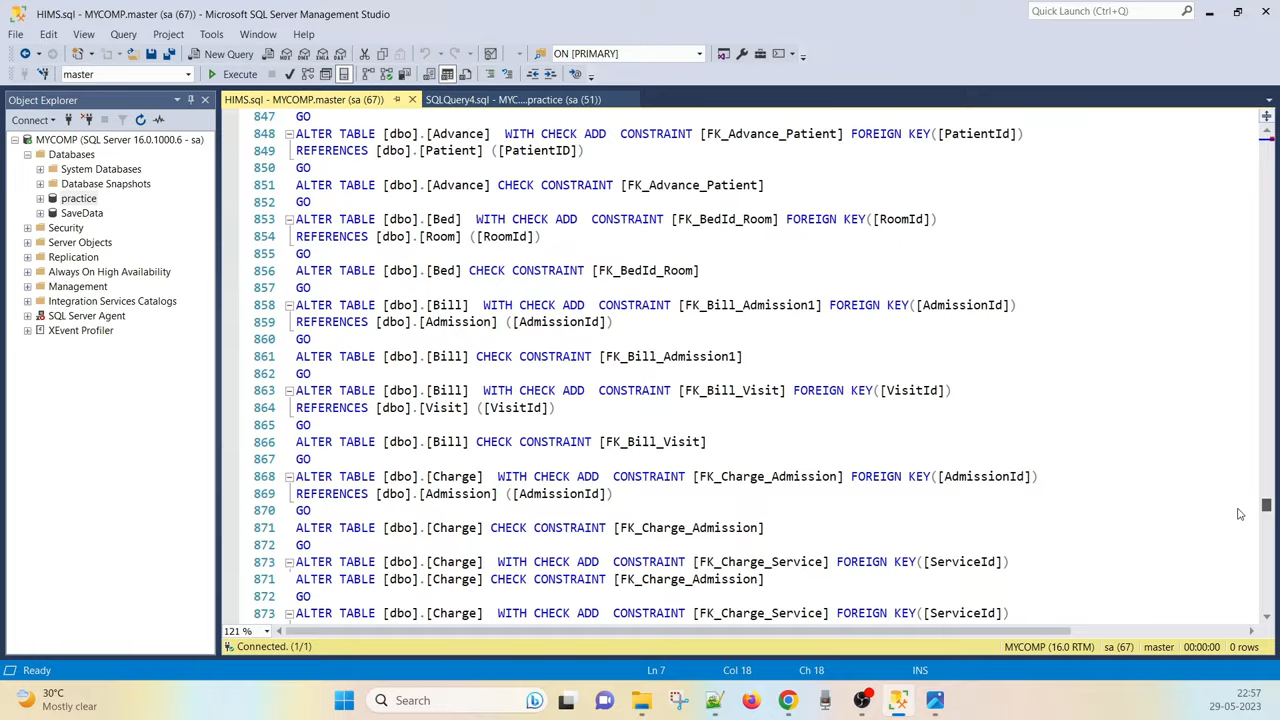 HIMS.sql - MYCOMP.master (sa (67)) - Microsoft SQL Server Management Studio
Quick Launch (Ctrl+Q)
File Edit View Query Project Tools Window Help
New Query
MDX DMX XMLA DAX
ON [PRIMARY]
master
Execute
Object Explorer
HIMS.sql - MYCOMP.master (sa (67))
SQLQuery4.sql - MYC....practice (sa (51))
Connect
MYCOMP (SQL Server 16.0.1000.6 - sa)
Databases
System Databases
Database Snapshots
practice
SaveData
Security
Server Objects
Replication
Always On High Availability
Management
Integration Services Catalogs
SQL Server Agent
XEvent Profiler
847 GO
848 ALTER TABLE [dbo].[Advance]  WITH CHECK ADD  CONSTRAINT [FK_Advance_Patient] FOREIGN KEY([PatientId])
849 REFERENCES [dbo].[Patient] ([PatientID])
850 GO
851 ALTER TABLE [dbo].[Advance] CHECK CONSTRAINT [FK_Advance_Patient]
852 GO
853 ALTER TABLE [dbo].[Bed]  WITH CHECK ADD  CONSTRAINT [FK_BedId_Room] FOREIGN KEY([RoomId])
854 REFERENCES [dbo].[Room] ([RoomId])
855 GO
856 ALTER TABLE [dbo].[Bed] CHECK CONSTRAINT [FK_BedId_Room]
857 GO
858 ALTER TABLE [dbo].[Bill]  WITH CHECK ADD  CONSTRAINT [FK_Bill_Admission1] FOREIGN KEY([AdmissionId])
859 REFERENCES [dbo].[Admission] ([AdmissionId])
860 GO
861 ALTER TABLE [dbo].[Bill] CHECK CONSTRAINT [FK_Bill_Admission1]
862 GO
863 ALTER TABLE [dbo].[Bill]  WITH CHECK ADD  CONSTRAINT [FK_Bill_Visit] FOREIGN KEY([VisitId])
864 REFERENCES [dbo].[Visit] ([VisitId])
865 GO
866 ALTER TABLE [dbo].[Bill] CHECK CONSTRAINT [FK_Bill_Visit]
867 GO
868 ALTER TABLE [dbo].[Charge]  WITH CHECK ADD  CONSTRAINT [FK_Charge_Admission] FOREIGN KEY([AdmissionId])
869 REFERENCES [dbo].[Admission] ([AdmissionId])
870 GO
871 ALTER TABLE [dbo].[Charge] CHECK CONSTRAINT [FK_Charge_Admission]
872 GO
873 ALTER TABLE [dbo].[Charge]  WITH CHECK ADD  CONSTRAINT [FK_Charge_Service] FOREIGN KEY([ServiceId])
871 ALTER TABLE [dbo].[Charge] CHECK CONSTRAINT [FK_Charge_Admission]
872 GO
873 ALTER TABLE [dbo].[Charge]  WITH CHECK ADD  CONSTRAINT [FK_Charge_Service] FOREIGN KEY([ServiceId])
121 %
Connected. (1/1)
MYCOMP (16.0 RTM) sa (67) master 00:00:00 0 rows
Ready Ln 7 Col 18 Ch 18 INS
30°C
Mostly clear
Search
22:57
29-05-2023